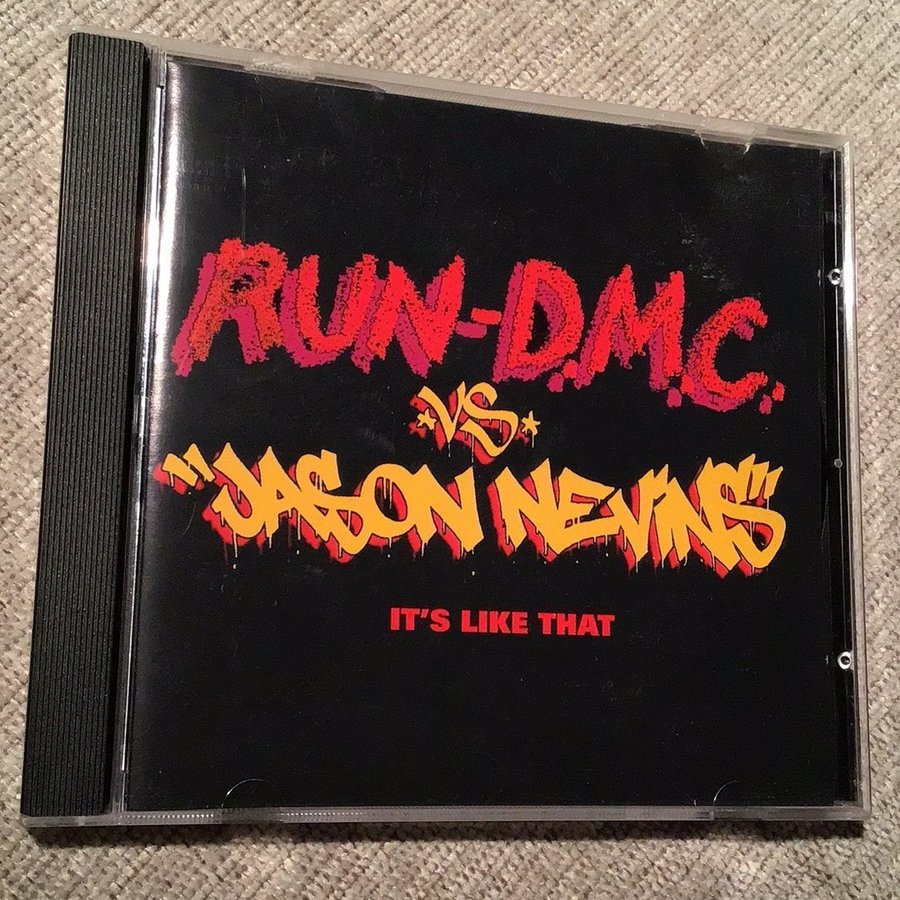 RUN-D.M.C.
VS
"JASON NEVINS"
IT'S LIKE THAT